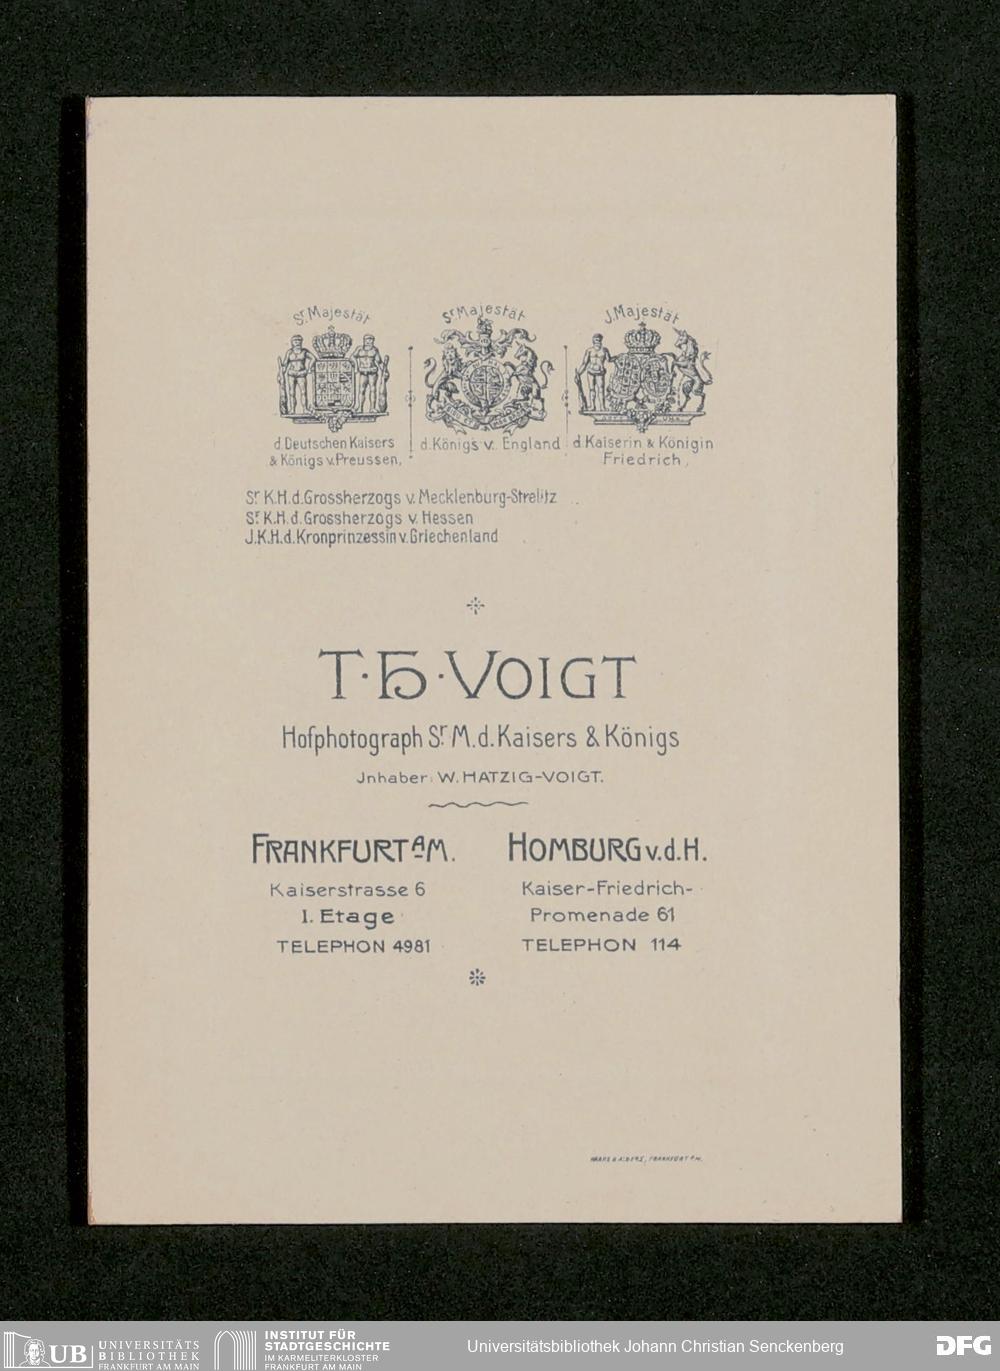 Sr. Majestät
d. Deutschen Kaisers
& Königs v. Preussen,
Sr Majestät
d. Königs v. England
J. Majestät
d. Kaiserin & Königin
Friedrich,
Sr K.H. d. Grossherzogs v. Mecklenburg-Strelitz
Sr K.H. d. Grossherzogs v. Hessen
J.K.H. d. Kronprinzessin v. Griechenland
T·H·VOIGT
Hofphotograph Sr M. d. Kaisers & Königs
Jnhaber: W. HATZIG-VOIGT.
FRANKFURT A-M.
Kaiserstrasse 6
I. Etage
TELEPHON 4981
HOMBURG v.d.H.
Kaiser-Friedrich-
Promenade 61
TELEPHON 114
FRANKFURT A/M.
UB
UNIVERSITÄTS
BIBLIOTHEK
FRANKFURT AM MAIN
INSTITUT FÜR
STADTGESCHICHTE
IM KARMELITERKLOSTER
FRANKFURT AM MAIN
Universitätsbibliothek Johann Christian Senckenberg
DFG